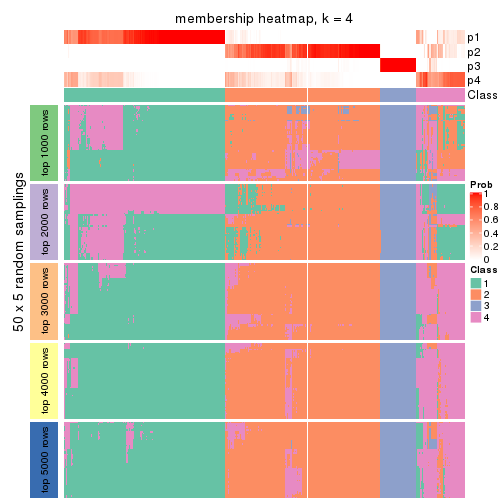 membership heatmap, k = 4
p1
p2
p3
p4
Class
50 x 5 random samplings
top 1000 rows
top 2000 rows
top 3000 rows
top 4000 rows
top 5000 rows
Prob
1
0.8
0.6
0.4
0.2
0
Class
1
2
3
4